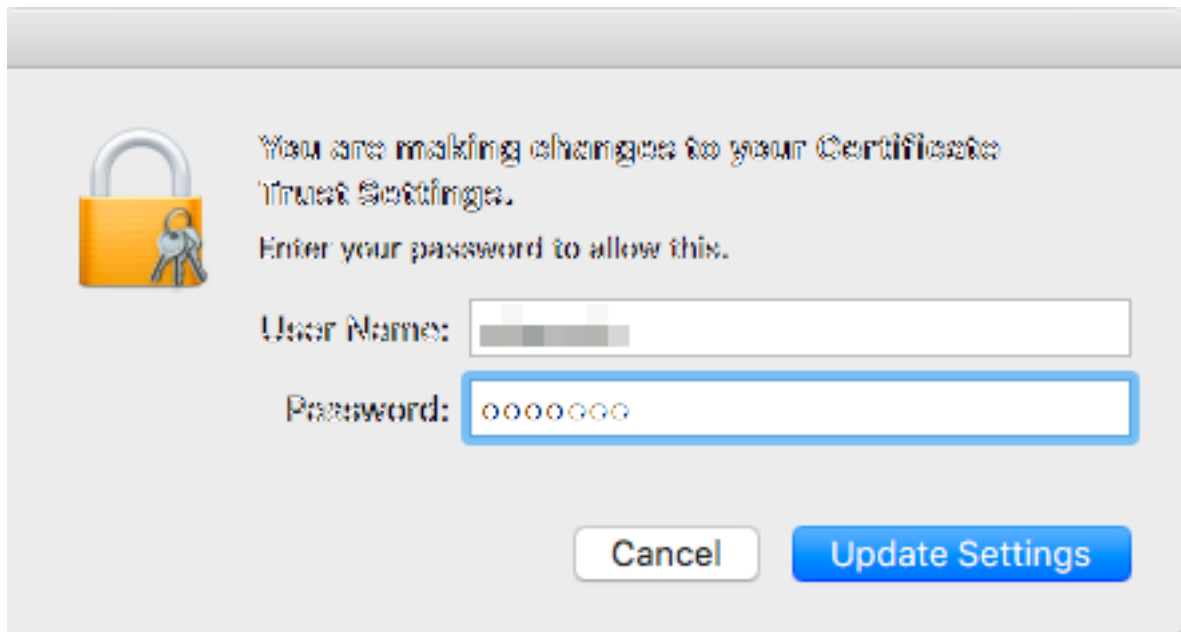 You are making changes to your Certificate
Trust Settings.
Enter your password to allow this.
User Name:
Password:
Cancel
Update Settings